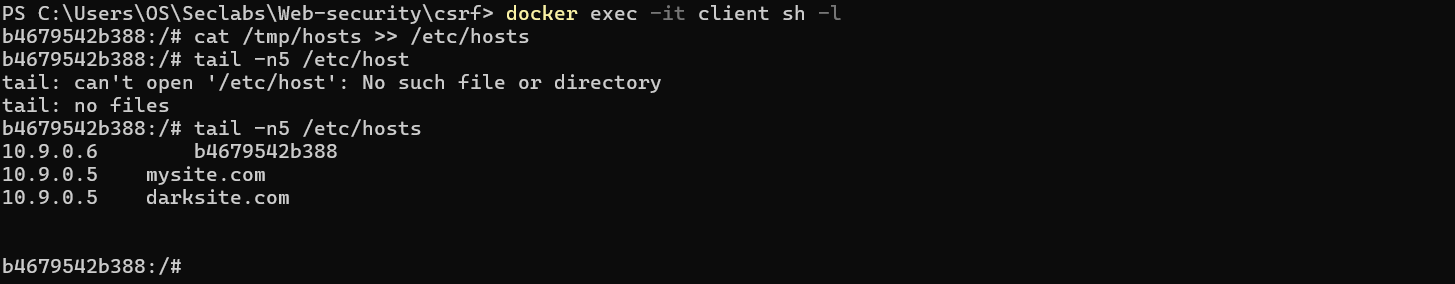 PS C:\Users\OS\Seclabs\Web-security\csrf> docker exec -it client sh -l
b4679542b388:/# cat /tmp/hosts >> /etc/hosts
b4679542b388:/# tail -n5 /etc/host
tail: can't open '/etc/host': No such file or directory
tail: no files
b4679542b388:/# tail -n5 /etc/hosts
10.9.0.6        b4679542b388
10.9.0.5    mysite.com
10.9.0.5    darksite.com
b4679542b388:/#